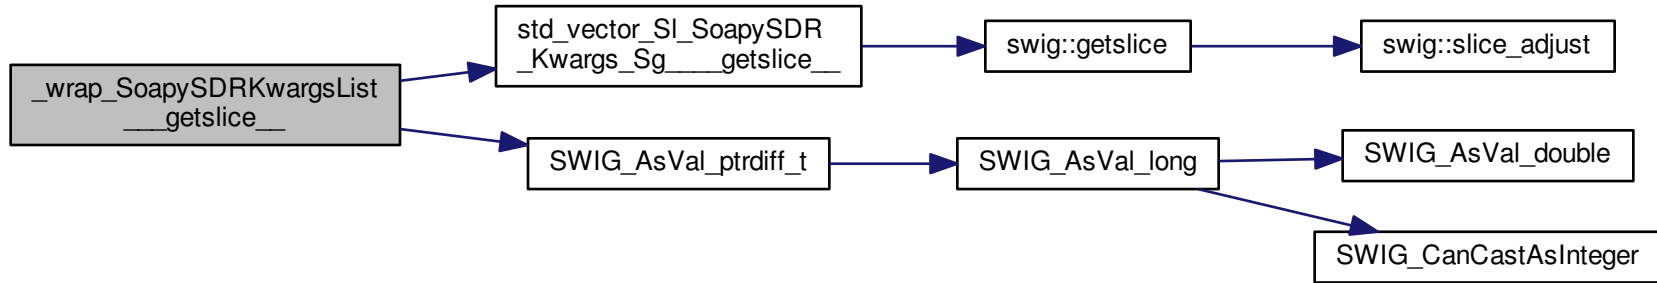 _wrap_SoapySDRKwargsList
___getslice__
std_vector_Sl_SoapySDR
_Kwargs_Sg____getslice__
swig::getslice
swig::slice_adjust
SWIG_AsVal_ptrdiff_t
SWIG_AsVal_long
SWIG_AsVal_double
SWIG_CanCastAsInteger